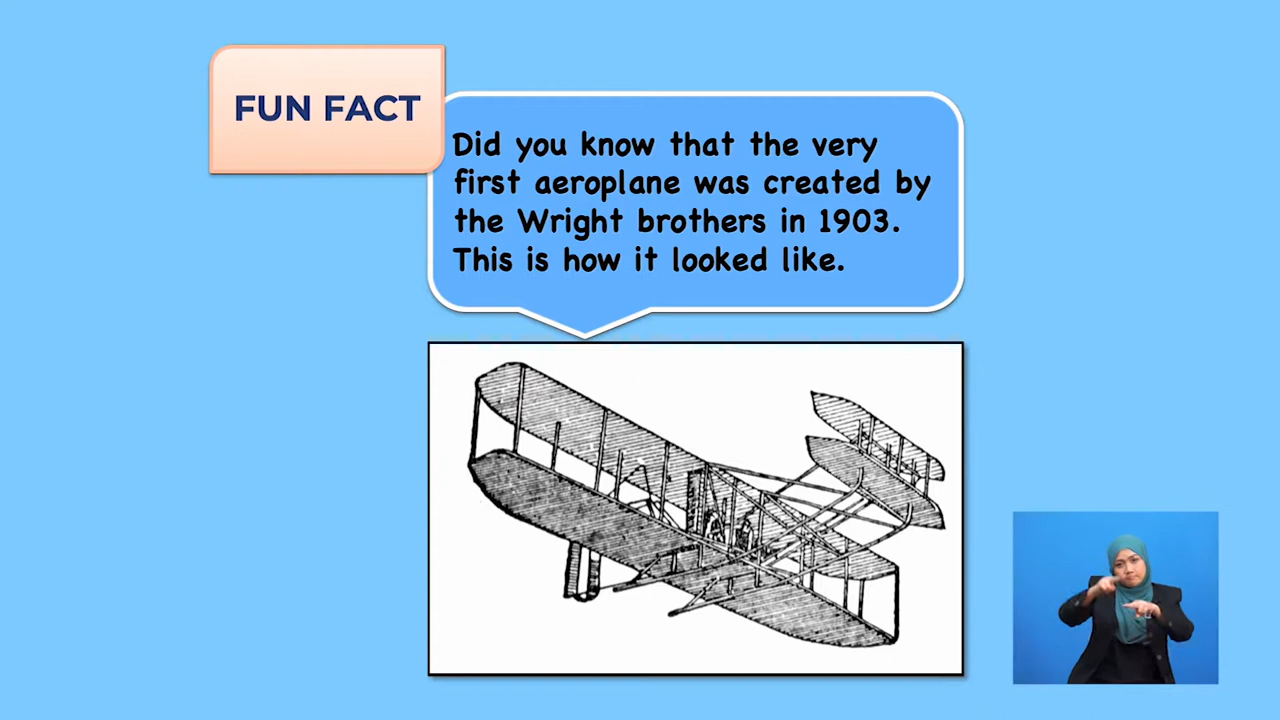 FUN FACT
Did you know that the very
first aeroplane was created by
the Wright brothers in 1903.
This is how it looked like.